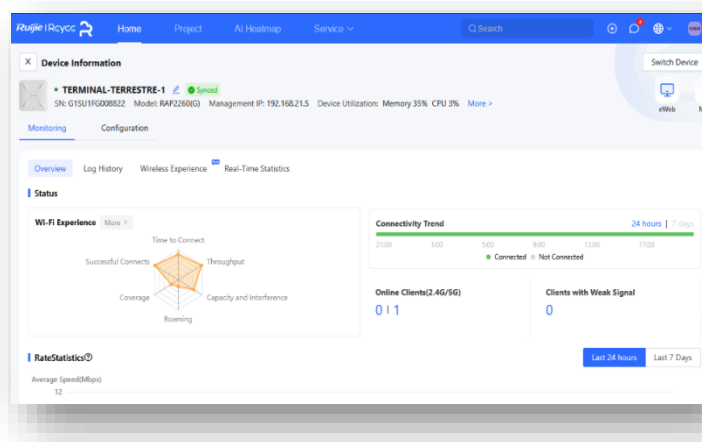 Ruijie | Rcycc Home Project AI Heatmap Service Search 4
X Device Information Switch Device
TERMINAL-TERRESTRE-1 Synced
SN: G1SU1FG008822 Model: RAP2260(G) Management IP: 192.168.21.5 Device Utilization: Memory 35% CPU 3% More >
eWeb
Monitoring Configuration
Overview Log History Wireless Experience Real-Time Statistics
Status
Wi-Fi Experience More >
Time to Connect
Successful Connects Throughput
Coverage Capacity and Interference
Roaming
Connectivity Trend 24 hours | 7 days
21:00 1:00 5:00 9:00 13:00 17:00
Connected Not Connected
Online Clients(2.4G/5G) Clients with Weak Signal
0 | 1 0
RateStatistics Last 24 hours Last 7 Days
Average Speed(Mbps)
12